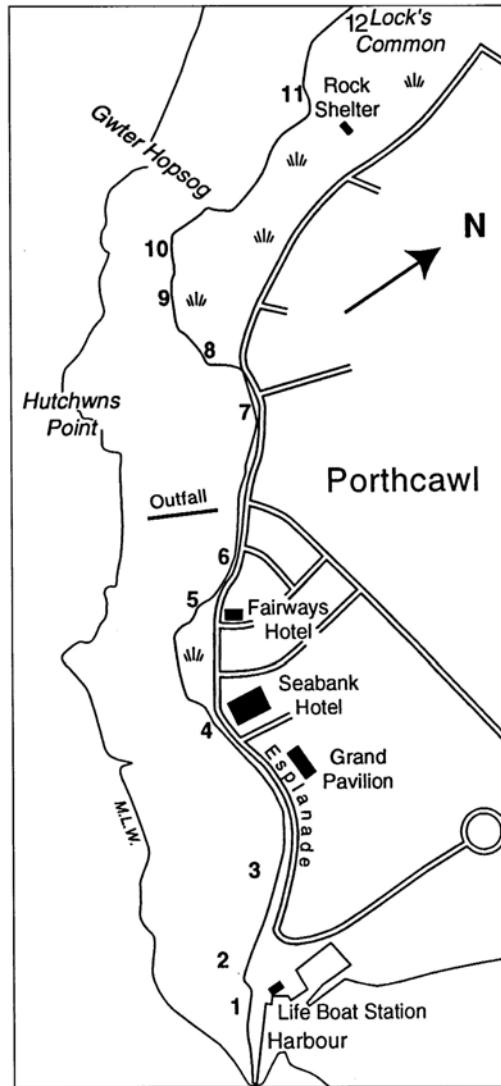 12 Lock's
Common
11
Rock
Shelter
Gwter Hopsog
N
10
9
8
Hutchwns
Point
7
Porthcawl
Outfall
6
5
Fairways
Hotel
Seabank
Hotel
4
Grand
Pavilion
Esplanade
M.L.W.
3
2
1
Life Boat Station
Harbour